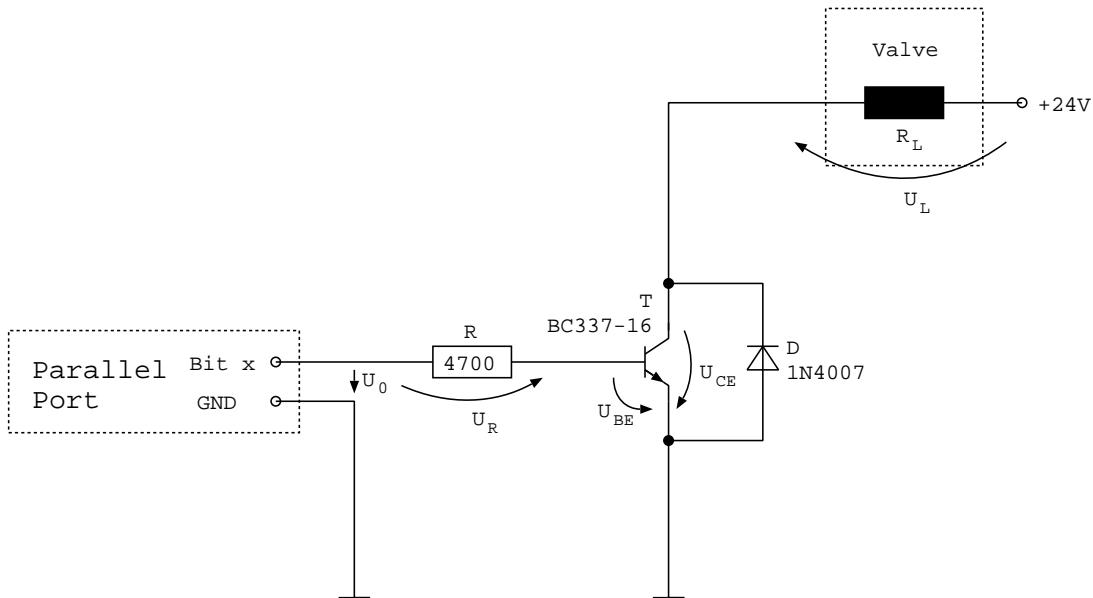 Valve
+24V
R_L
U_L
T
BC337-16
R
4700
D
1N4007
U_CE
U_BE
Parallel
Port
Bit x
GND
U_0
U_R